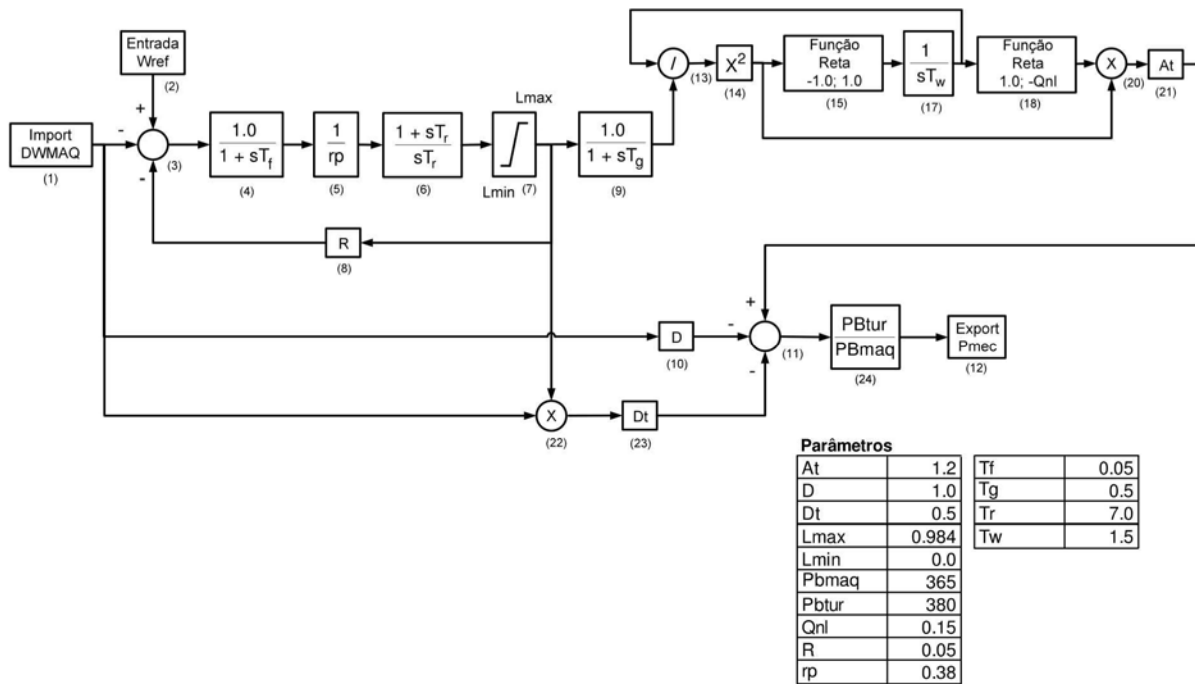 Entrada
Wref
(2)
Import
DWMAQ
(1)
+
-
-
(3)
1.0
1 + sTf
(4)
1
rp
(5)
1 + sTr
sTr
(6)
Lmax
Lmin
(7)
1.0
1 + sTg
(9)
R
(8)
/
(13)
X²
(14)
Função
Reta
-1.0; 1.0
(15)
1
sTw
(17)
Função
Reta
1.0; -Qnl
(18)
X
(20)
At
(21)
D
(10)
+
-
-
(11)
PBtur
PBmaq
(24)
Export
Pmec
(12)
X
(22)
Dt
(23)
Parâmetros
At 1.2
D 1.0
Dt 0.5
Lmax 0.984
Lmin 0.0
Pbmaq 365
Pbtur 380
Qnl 0.15
R 0.05
rp 0.38
Tf 0.05
Tg 0.5
Tr 7.0
Tw 1.5